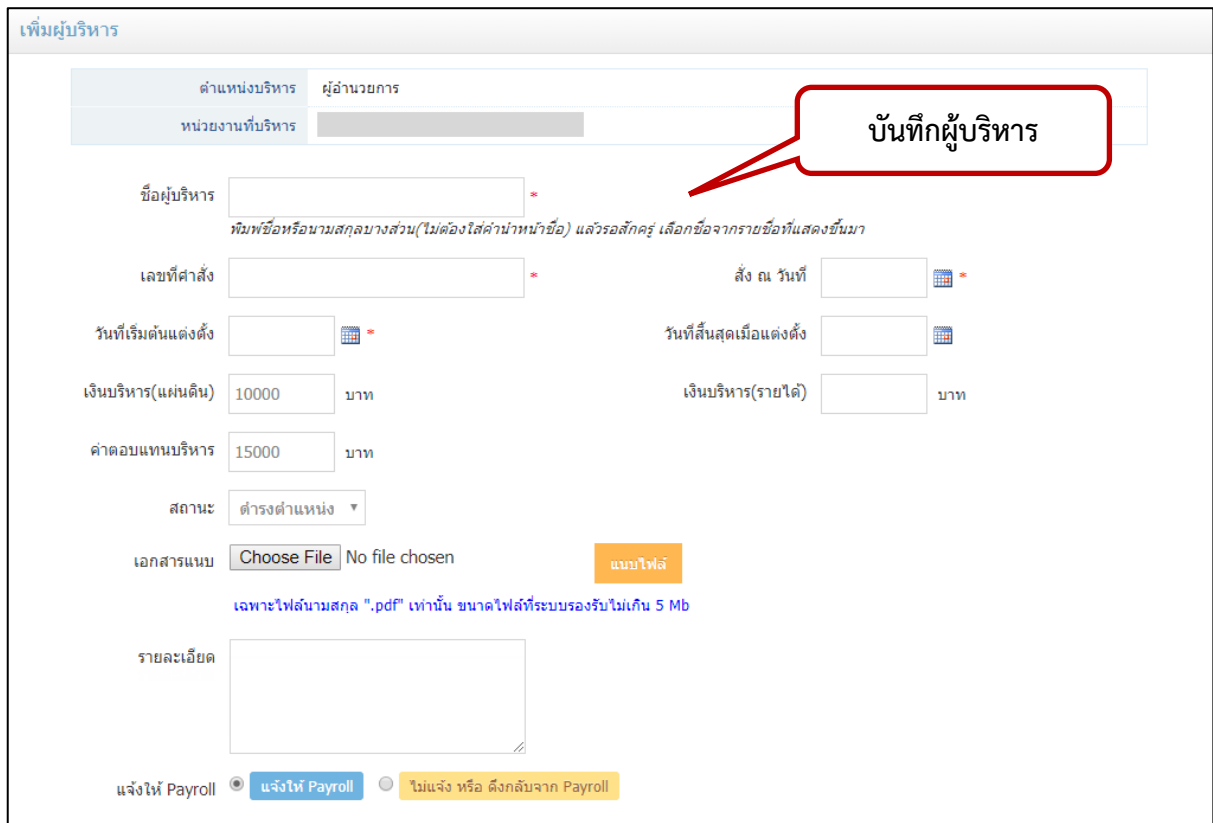 เพิ่มผู้บริหาร
ตำแหน่งบริหาร ผู้อำนวยการ
หน่วยงานที่บริหาร
บันทึกผู้บริหาร
ชื่อผู้บริหาร *
พิมพ์ชื่อหรือนามสกุลบางส่วน(ไม่ต้องใส่คำนำหน้าชื่อ) แล้วรอสักครู่ เลือกชื่อจากรายชื่อที่แสดงขึ้นมา
เลขที่คำสั่ง * สั่ง ณ วันที่ *
วันที่เริ่มต้นแต่งตั้ง * วันที่สิ้นสุดเมื่อแต่งตั้ง
เงินบริหาร(แผ่นดิน) 10000 บาท เงินบริหาร(รายได้) บาท
ค่าตอบแทนบริหาร 15000 บาท
สถานะ ดำรงตำแหน่ง
เอกสารแนบ Choose File No file chosen แนบไฟล์
เฉพาะไฟล์นามสกุล ".pdf" เท่านั้น ขนาดไฟล์ที่ระบบรองรับไม่เกิน 5 Mb
รายละเอียด
แจ้งให้ Payroll แจ้งให้ Payroll ไม่แจ้ง หรือ ดึงกลับจาก Payroll